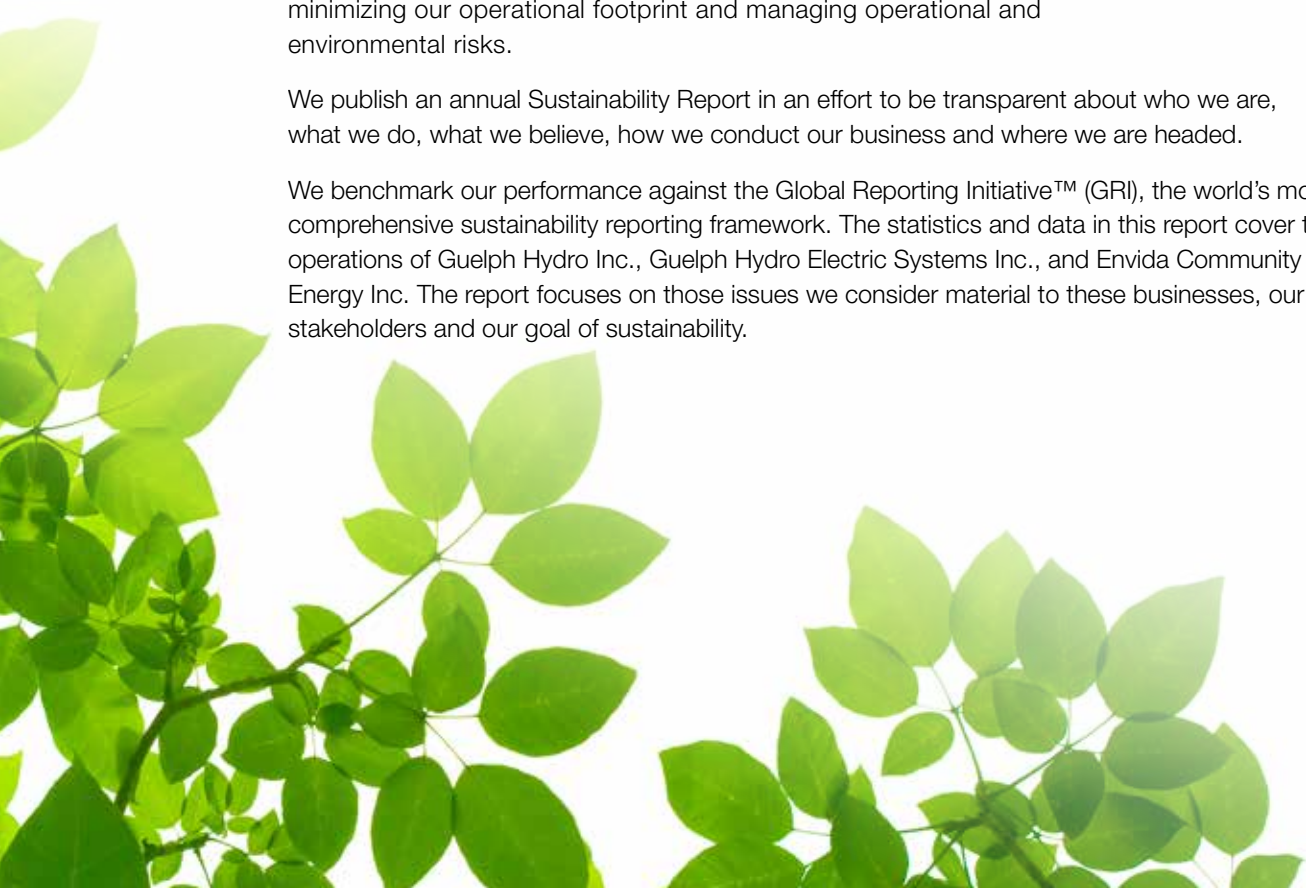 minimizing our operational footprint and managing operational and
environmental risks.
We publish an annual Sustainability Report in an effort to be transparent about who we are,
what we do, what we believe, how we conduct our business and where we are headed.
We benchmark our performance against the Global Reporting Initiative™ (GRI), the world's
comprehensive sustainability reporting framework. The statistics and data in this report cover
operations of Guelph Hydro Inc., Guelph Hydro Electric Systems Inc., and Envida Community
Energy Inc. The report focuses on those issues we consider material to these businesses, our
stakeholders and our goal of sustainability.